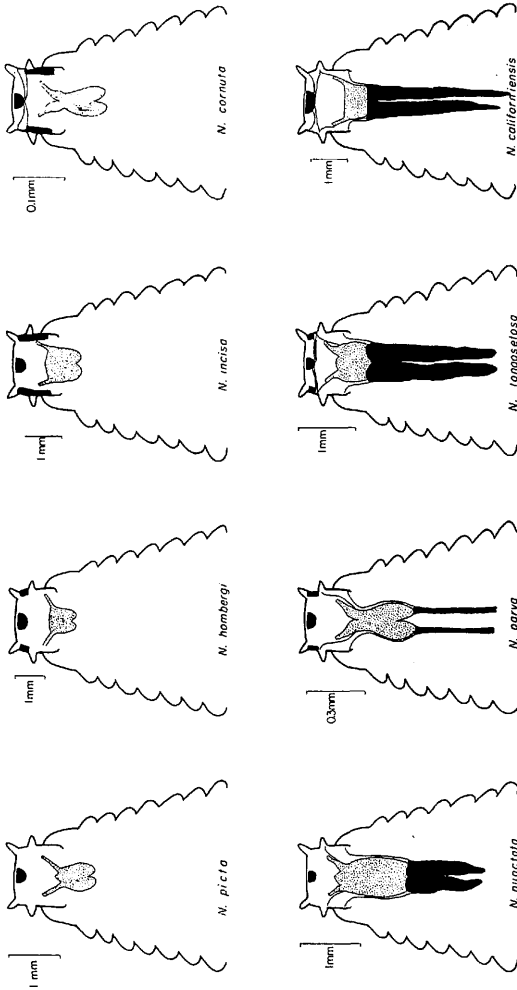 0.1mm
N. cornuta
1mm
N. incisa
1mm
N. hombergi
1 mm
N. picta
1mm
N. californiensis
1mm
N. longosetosa
0.3mm
N. parva
1mm
N. punctata